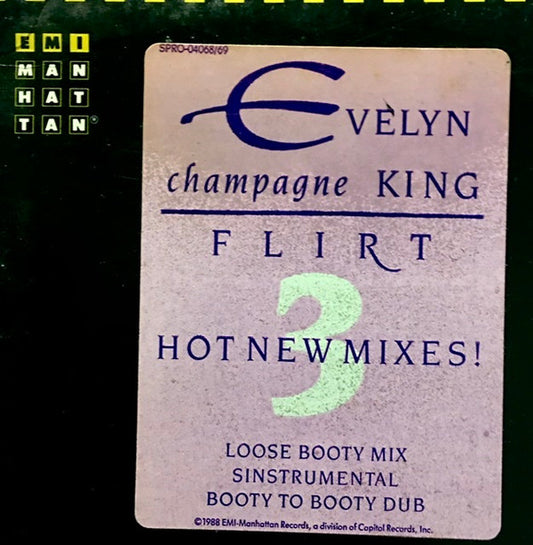 EMI
MAN
HAT
TAN®
SPRO-04068/69
EVELYN
champagne KING
FLIRT
3
HOT NEW MIXES!
LOOSE BOOTY MIX
SINSTRUMENTAL
BOOTY TO BOOTY DUB
©1988 EMI-Manhattan Records, a division of Capitol Records, Inc.